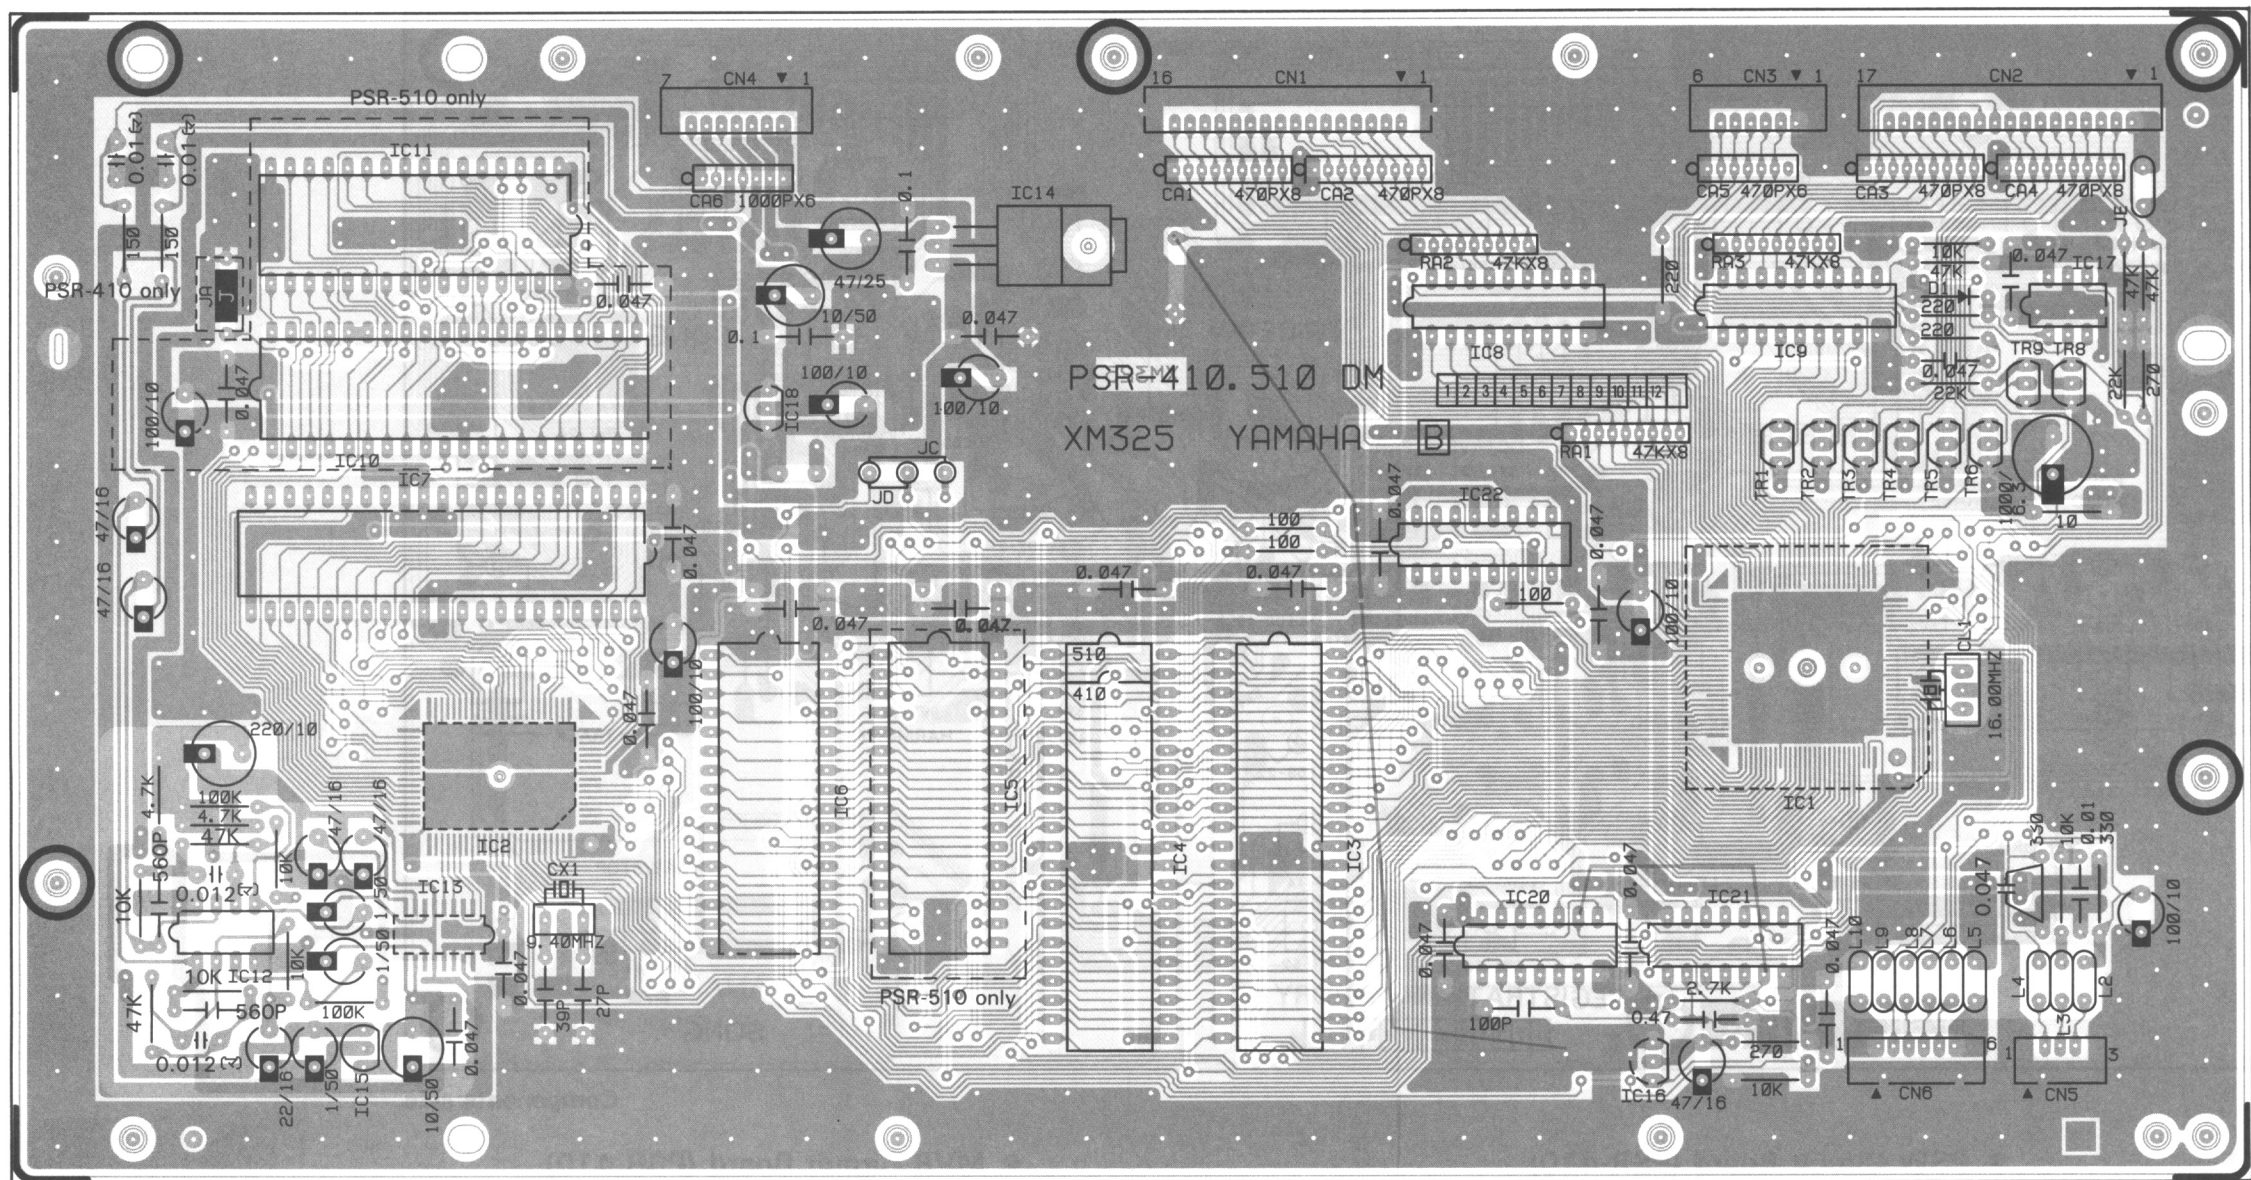 7 CN4 ▼ 1
16 CN1 ▼ 1
6 CN3 ▼ 1
17 CN2 ▼ 1
PSR-510 only
0.01
0.01
IC11
CA6 1000PX6
0.1
IC14
CA1 470PX8
CA2 470PX8
CA5 470PX6
CA3 470PX8
CA4 470PX8
JE
150
150
PSR-410 only
JA
J
0.047
47/25
10/50
0.1
0.047
RA2 47KX8
220
RA3 47KX8
10K
47K
D1
220
220
0.047
22K
0.047
IC17
47K
47K
IC8
IC9
TR9 TR8
22K
270
100/10
0.047
100/10
IC18
100/10
PSR-410.510 DM
1 2 3 4 5 6 7 8 9 10 11 12
XM325 YAMAHA B
RA1 47KX8
TR1
TR2
TR3
TR4
TR5
TR6
1000/
6.3
10
IC10
IC7
JC
JD
47/16
47/16
0.047
100
100
0.047
IC22
0.047
0.047
0.047
100
100/10
0.047
0.047
510
410
CL1
16.00MHZ
100/10
0.047
220/10
IC6
IC5
IC4
IC3
IC1
4.7K
100K
4.7K
47K
560P
47/16
47/16
IC2
10K
0.012
10K
1/50
1/50
IC13
CX1
9.40MHZ
10K
IC12
10K
47K
560P
100K
0.012
0.047
39P
27P
22/16
1/50
IC15
10/50
0.047
PSR-510 only
IC20
0.047
IC21
0.047
0.047
100P
2.7K
0.47
270
10K
IC16
47/16
L10
L9
L8
L7
L6
L5
0.047
330
10K
0.01
330
100/10
L4
L3
L2
1 6
▲ CN6
1 3
▲ CN5